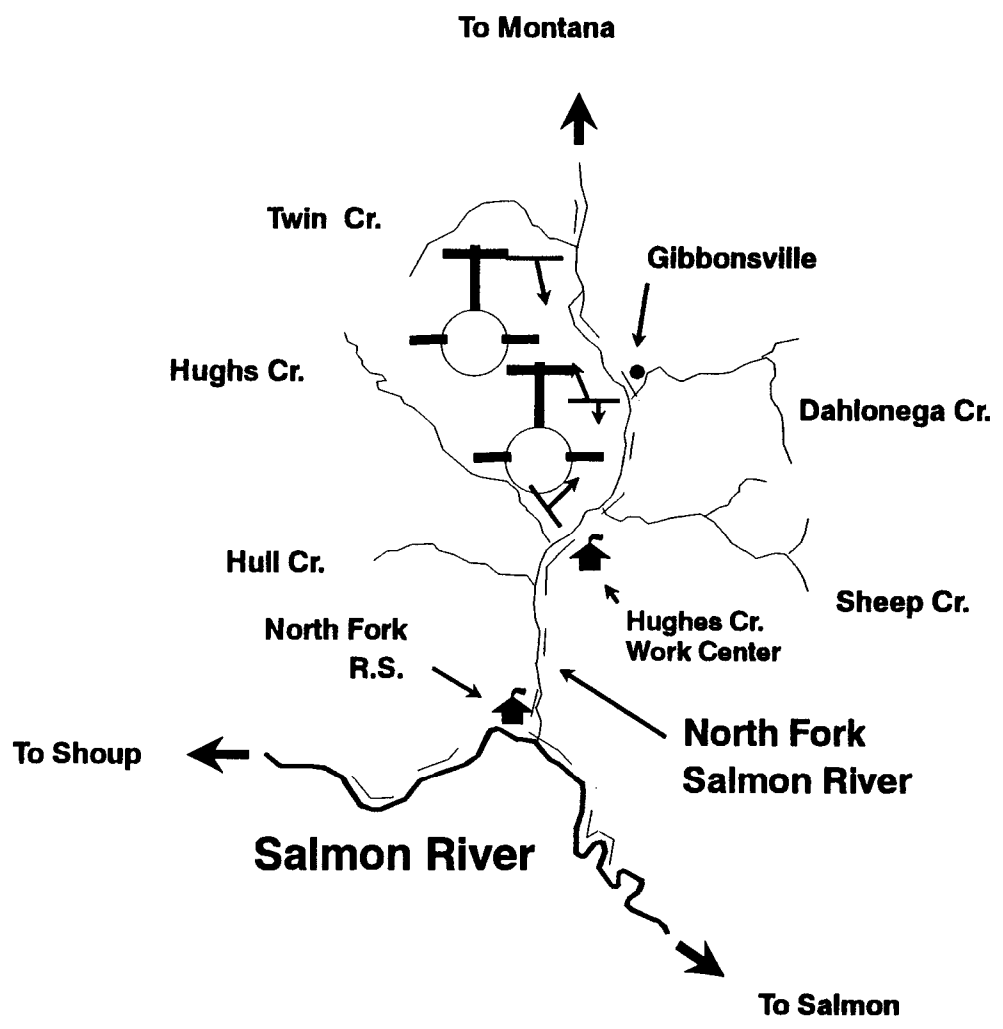 To Montana
Twin Cr.
Gibbonsville
Hughs Cr.
Dahlonega Cr.
Hull Cr.
Sheep Cr.
Hughes Cr.
Work Center
North Fork
R.S.
North Fork
Salmon River
To Shoup
Salmon River
To Salmon